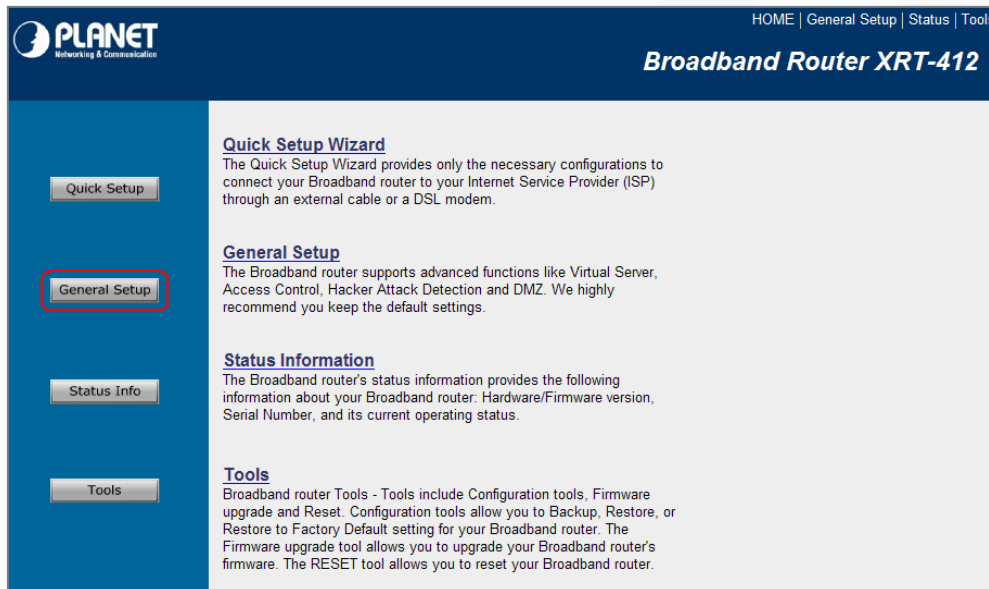 PLANET
Networking & Communication
HOME | General Setup | Status | Tools
Broadband Router XRT-412
Quick Setup
Quick Setup Wizard
The Quick Setup Wizard provides only the necessary configurations to
connect your Broadband router to your Internet Service Provider (ISP)
through an external cable or a DSL modem.
General Setup
General Setup
The Broadband router supports advanced functions like Virtual Server,
Access Control, Hacker Attack Detection and DMZ. We highly
recommend you keep the default settings.
Status Info
Status Information
The Broadband router's status information provides the following
information about your Broadband router: Hardware/Firmware version,
Serial Number, and its current operating status.
Tools
Tools
Broadband router Tools - Tools include Configuration tools, Firmware
upgrade and Reset. Configuration tools allow you to Backup, Restore, or
Restore to Factory Default setting for your Broadband router. The
Firmware upgrade tool allows you to upgrade your Broadband router's
firmware. The RESET tool allows you to reset your Broadband router.